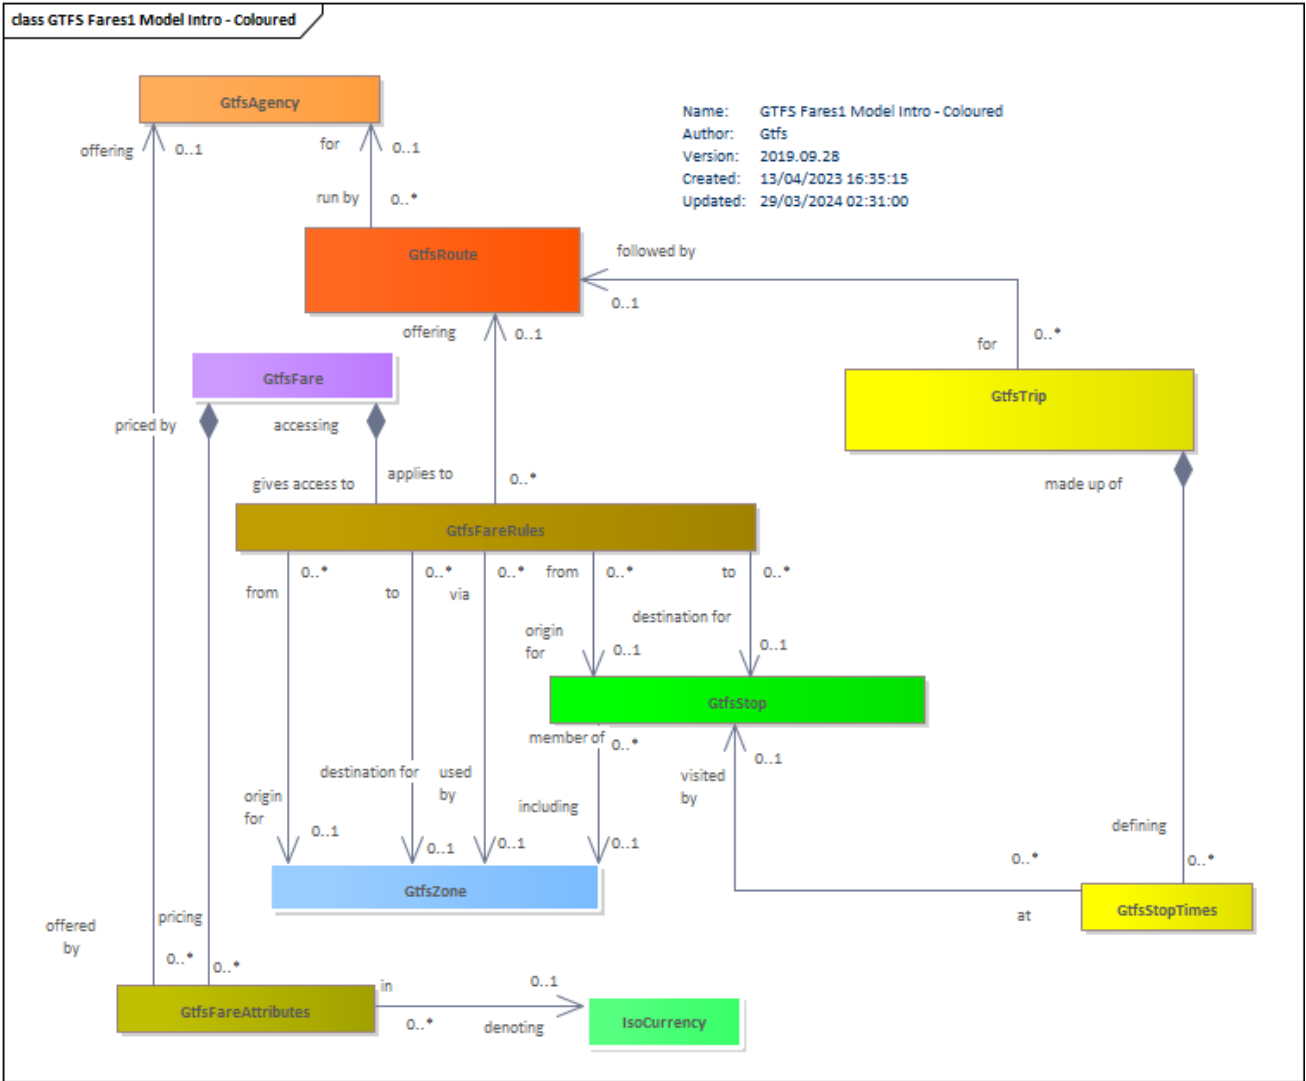 class GTFS Fares1 Model Intro - Coloured
GtfsAgency
Name: GTFS Fares1 Model Intro - Coloured
Author: Gtfs
Version: 2019.09.28
Created: 13/04/2023 16:35:15
Updated: 29/03/2024 02:31:00
offering
0..1
for
0..1
run by
0..*
GtfsRoute
followed by
0..1
offering
0..1
for
0..*
GtfsFare
GtfsTrip
priced by
accessing
gives access to
applies to
0..*
made up of
GtfsFareRules
from
0..*
to
0..*
via
0..*
from
0..*
to
0..*
origin
for
0..1
destination for
0..1
GtfsStop
member of
0..*
visited
by
0..1
origin
for
0..1
destination for
0..1
used
by
0..1
including
0..1
defining
0..*
0..*
at
GtfsZone
GtfsStopTimes
offered
by
0..*
pricing
0..*
GtfsFareAttributes
in
0..*
0..1
denoting
IsoCurrency